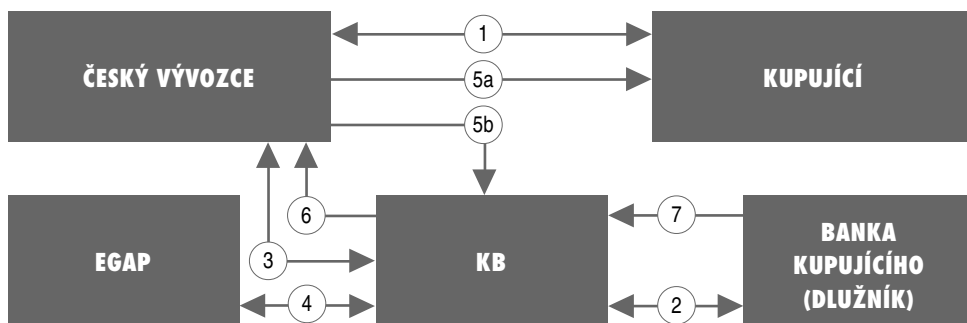 1
ČESKÝ VÝVOZCE
5a
KUPUJÍCÍ
5b
6
7
EGAP
3
KB
BANKA
KUPUJÍCÍHO
(DLUŽNÍK)
4
2